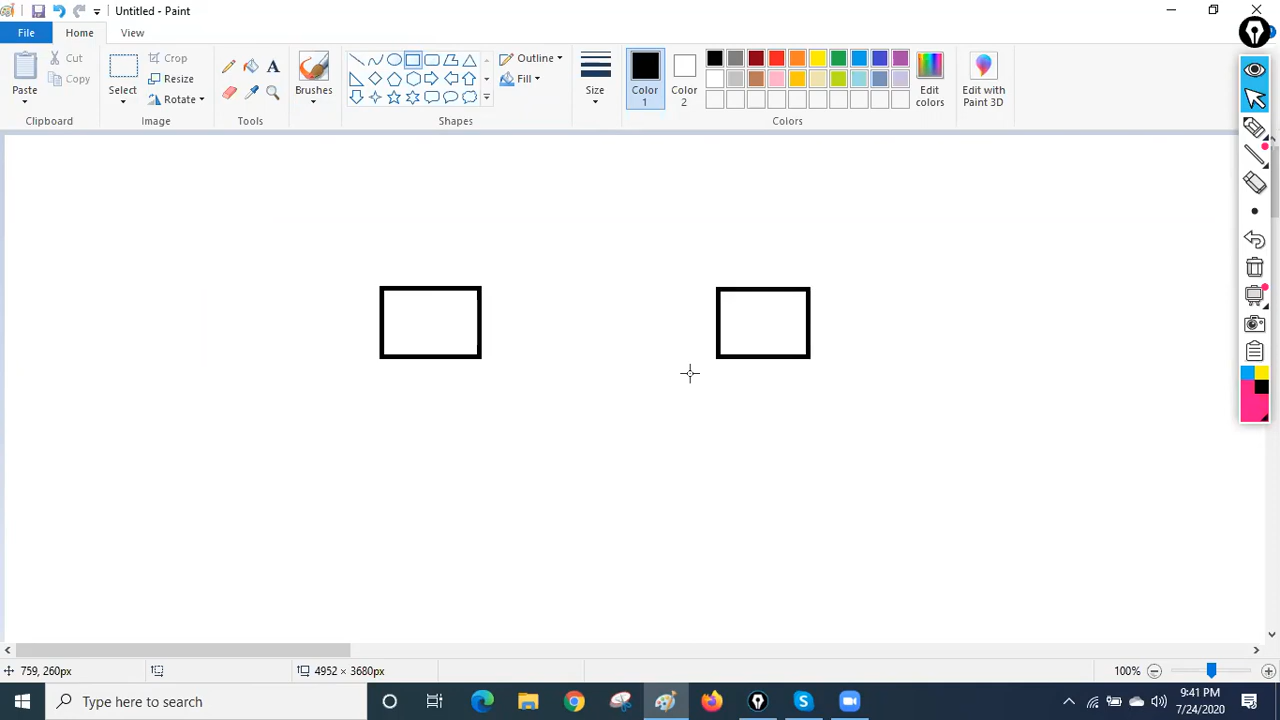 Untitled - Paint
File
Home
View
Paste
Cut
Copy
Clipboard
Select
Crop
Resize
Rotate
Image
Tools
Brushes
Shapes
Outline
Fill
Size
Color 1
Color 2
Edit colors
Edit with Paint 3D
Colors
759, 260px
4952 × 3680px
100%
Type here to search
9:41 PM
7/24/2020